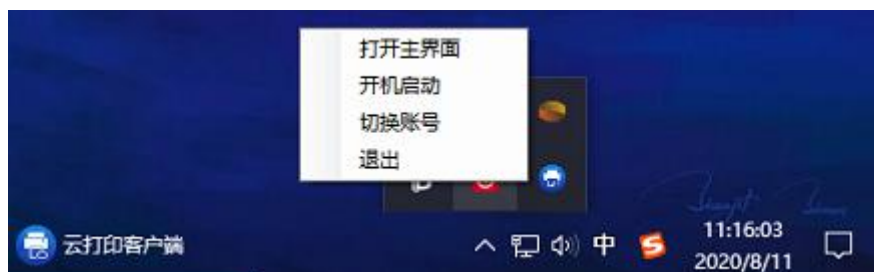 打开主界面
开机启动
切换账号
退出
云打印客户端
中
11:16:03
2020/8/11